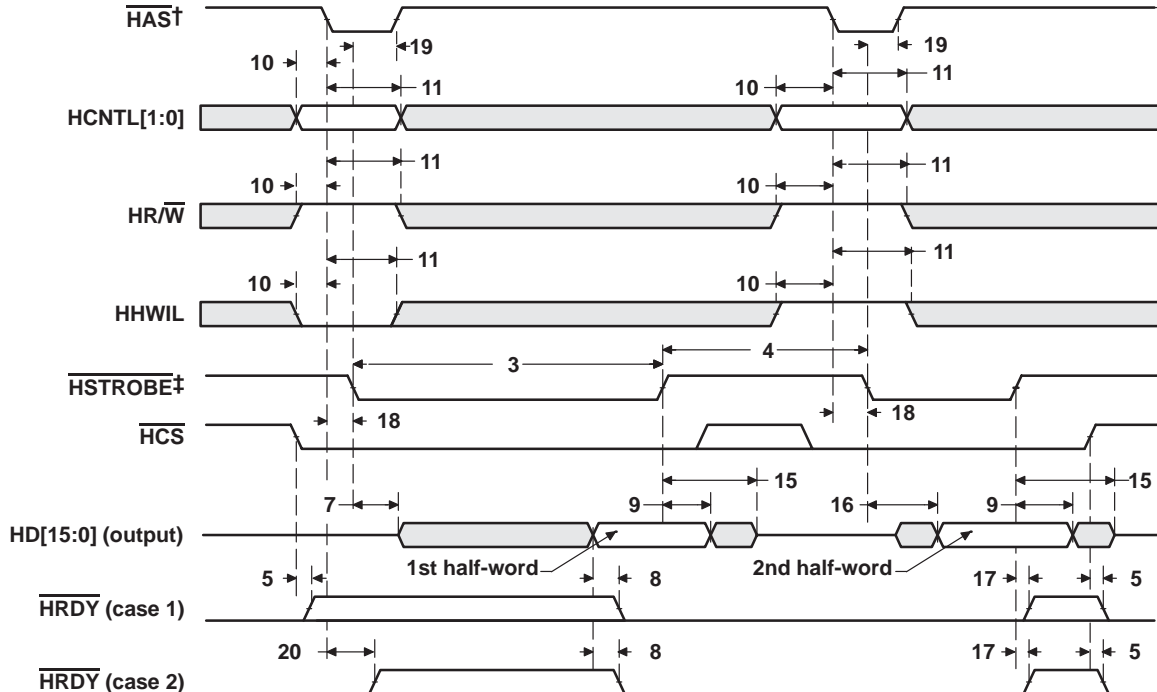 HAS†
19
19
10
11
10
11
HCNTL[1:0]
11
11
10
10
HR/W
11
11
10
10
HHWIL
3
4
HSTROBE‡
18
18
HCS
15
15
7
9
16
9
HD[15:0] (output)
1st half-word
2nd half-word
5
8
17
5
HRDY (case 1)
20
8
17
5
HRDY (case 2)